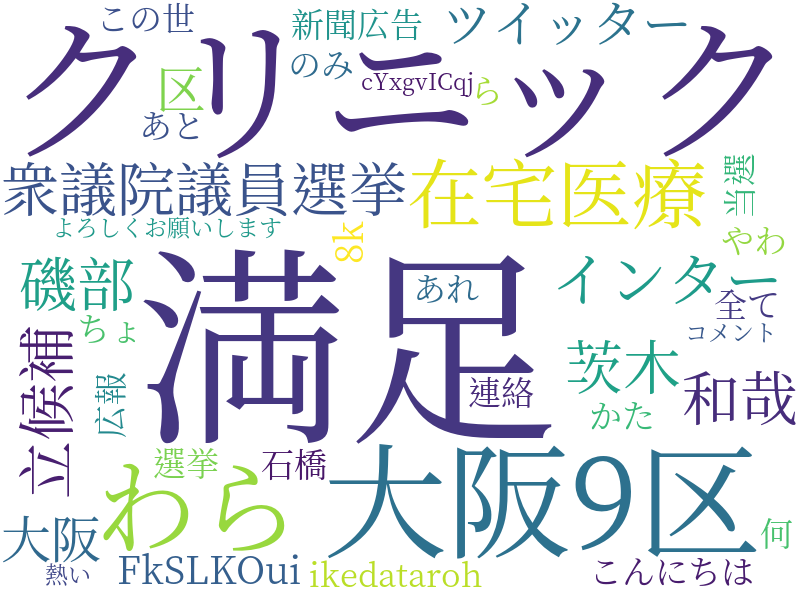 この世
新聞広告
ツイッター
クリニック
のみ
cYxgvICqj
ら
区
あと
衆議院議員選挙
在宅医療
当選
よろしくお願いします
8k
やわ
磯部
満足
あれ
インター
全て
ちょ
コメント
立候補
広報
連絡
茨木
和哉
かた
選挙
石橋
わら
大阪9区
大阪
何
熱い
FkSLKOui
ikedataroh
こんにちは